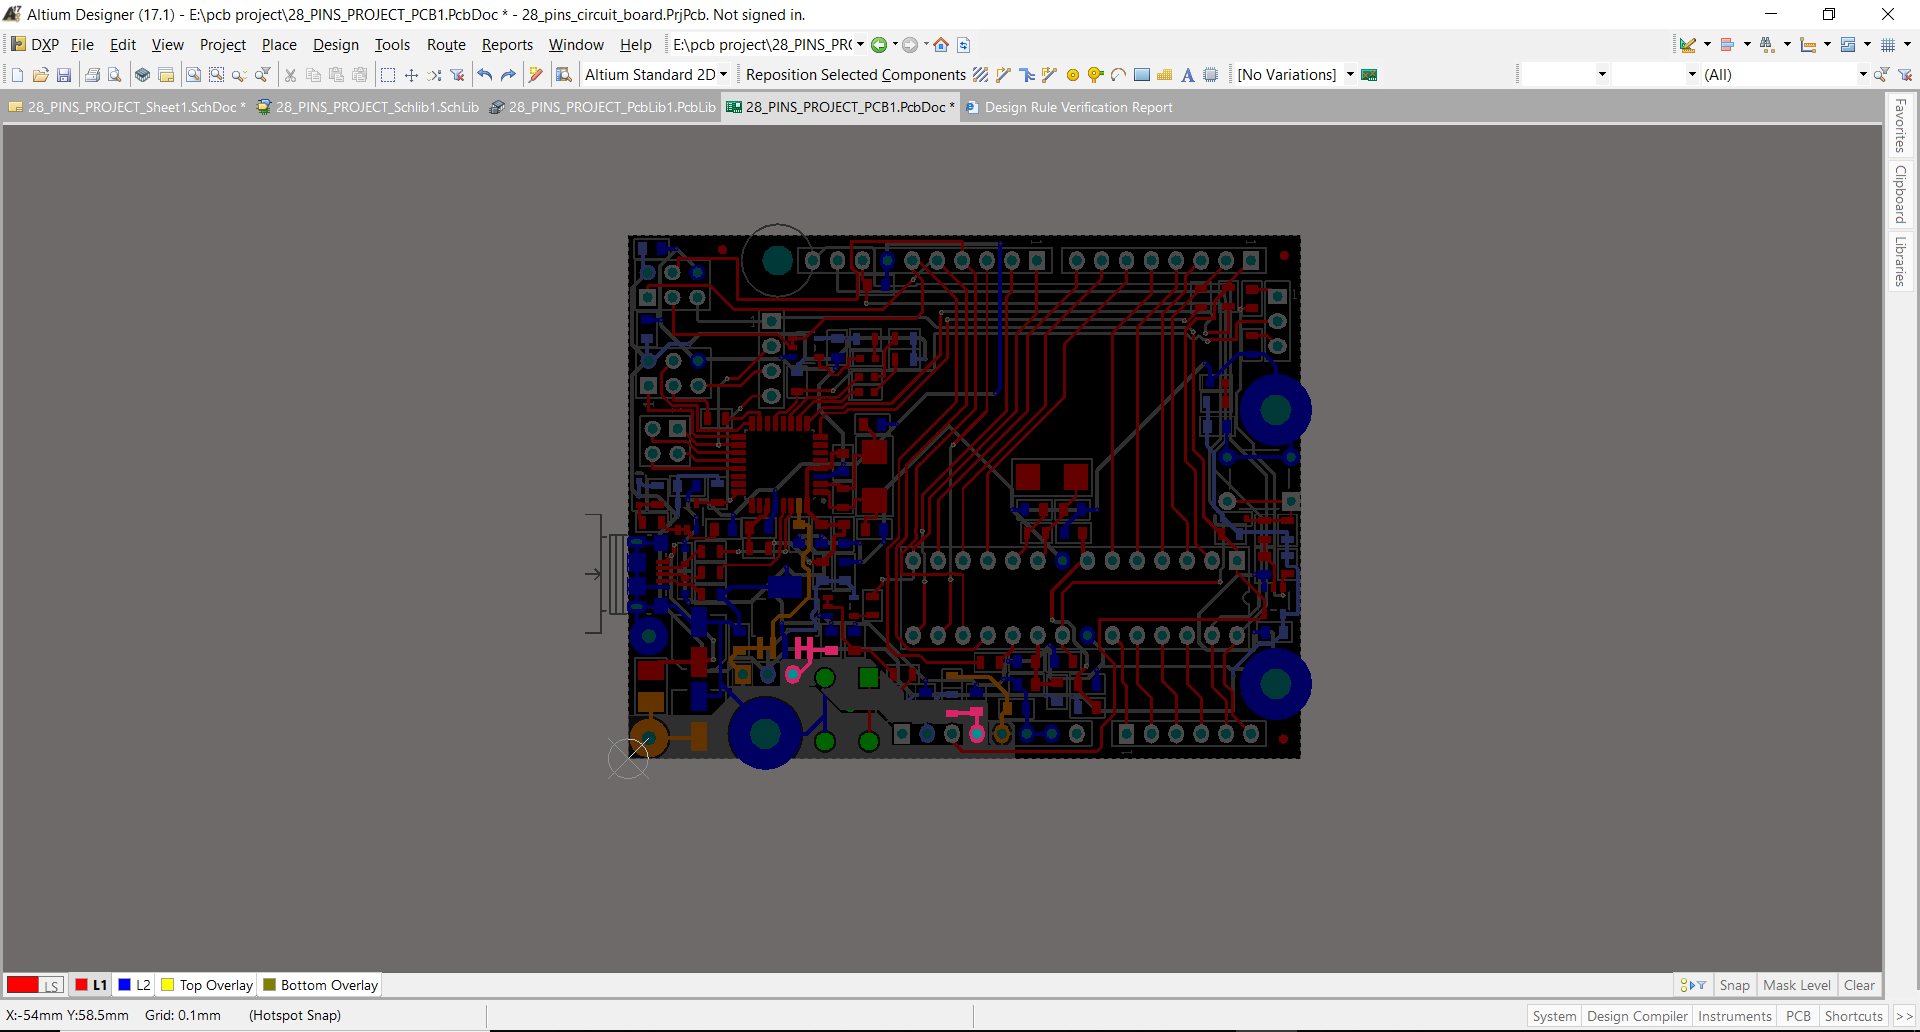 Altium Designer (17.1) - E:\pcb project\28_PINS_PROJECT_PCB1.PcbDoc * - 28_pins_circuit_board.PrjPcb. Not signed in.
DXP File Edit View Project Place Design Tools Route Reports Window Help E:\pcb project\28_PINS_PR(
Altium Standard 2D Reposition Selected Components [No Variations] (All)
28_PINS_PROJECT_Sheet1.SchDoc * 28_PINS_PROJECT_Schlib1.SchLib 28_PINS_PROJECT_PcbLib1.PcbLib 28_PINS_PROJECT_PCB1.PcbDoc * Design Rule Verification Report
Favorites
Clipboard
Libraries
LS L1 L2 Top Overlay Bottom Overlay Snap Mask Level Clear
X:-54mm Y:58.5mm Grid: 0.1mm (Hotspot Snap) System Design Compiler Instruments PCB Shortcuts >>